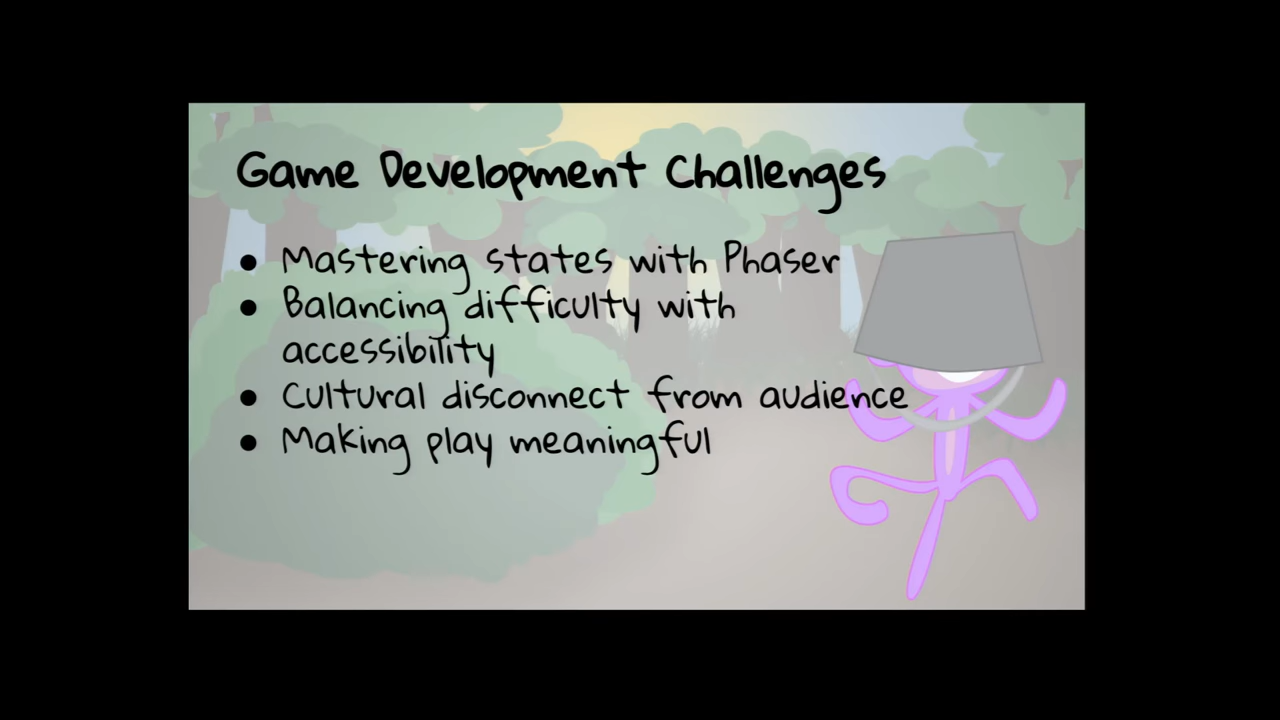 Game Development Challenges
● Mastering states with Phaser
● Balancing difficulty with
accessibility
● Cultural disconnect from audience
● Making play meaningful